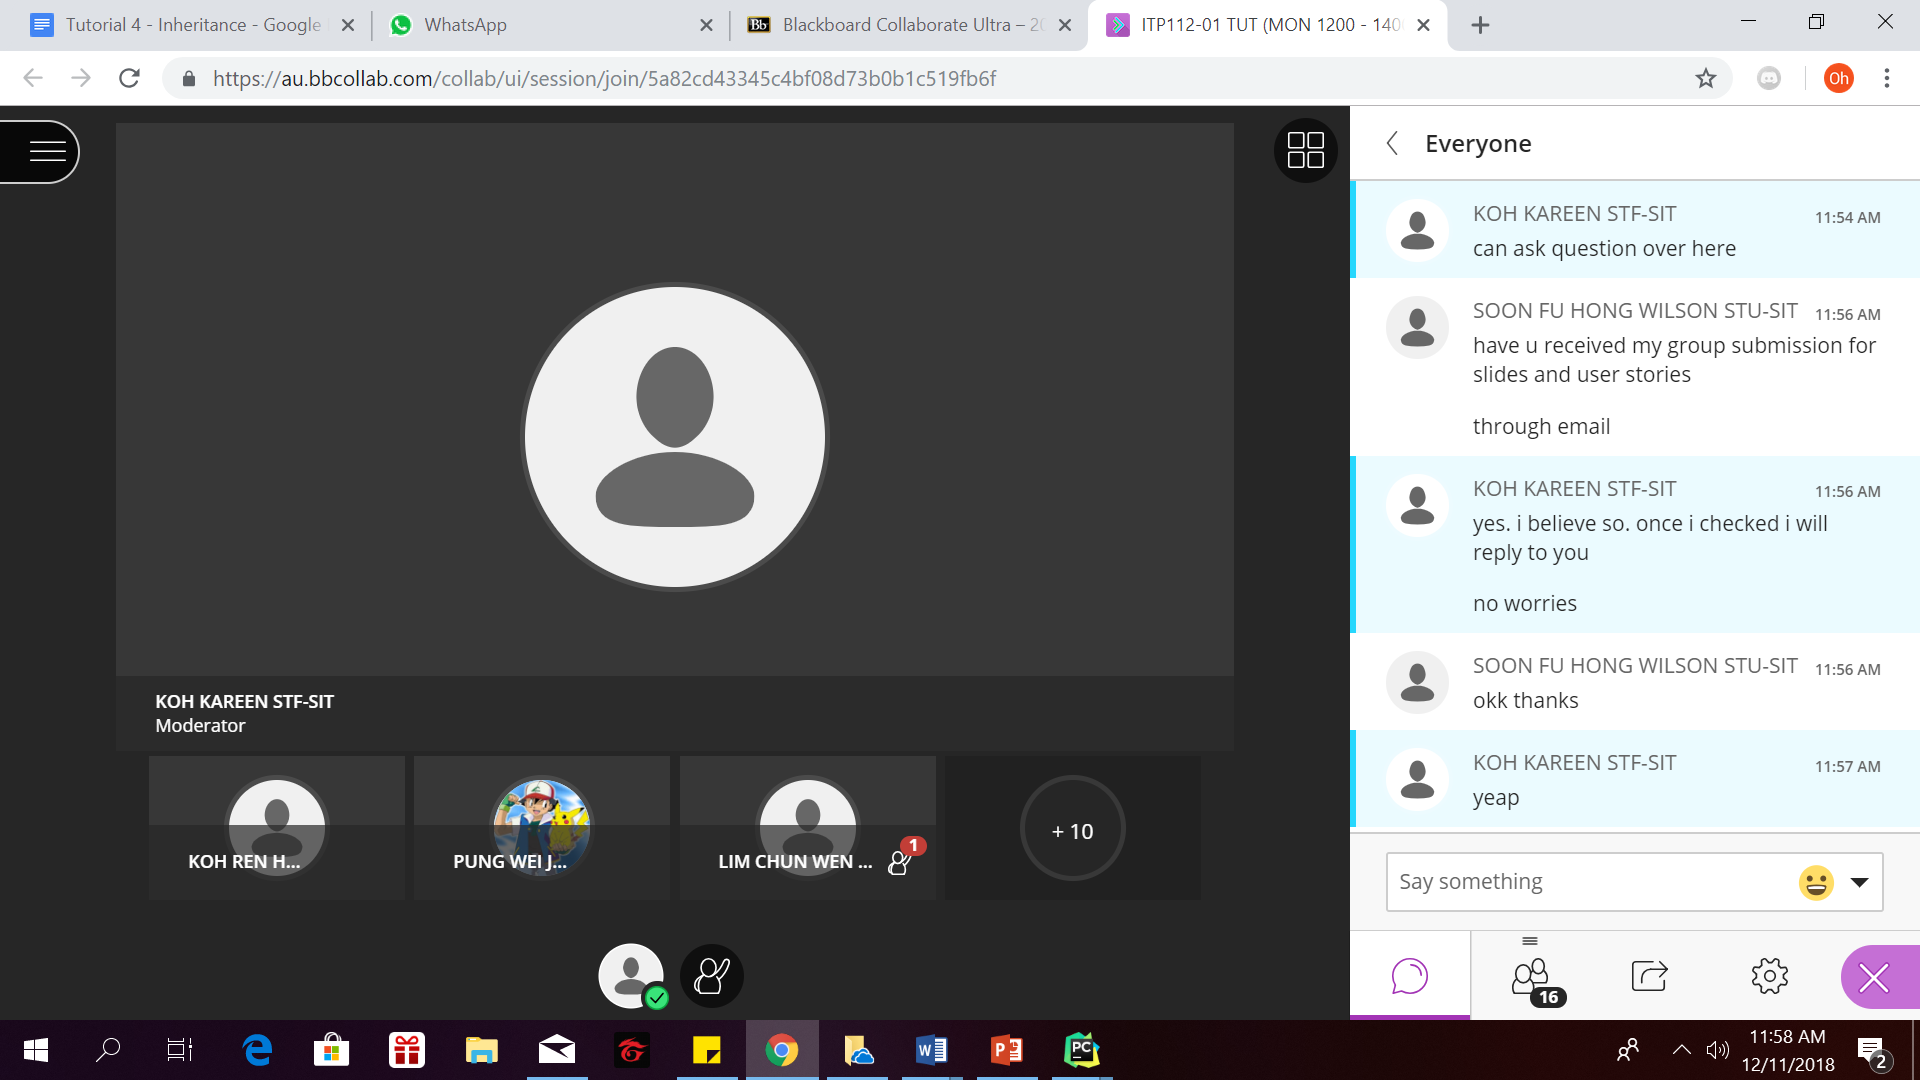 Tutorial 4 - Inheritance - Google
WhatsApp
Blackboard Collaborate Ultra – 20
ITP112-01 TUT (MON 1200 - 140
https://au.bbcollab.com/collab/ui/session/join/5a82cd43345c4bf08d73b0b1c519fb6f
Oh
Everyone
KOH KAREEN STF-SIT 11:54 AM
can ask question over here
SOON FU HONG WILSON STU-SIT 11:56 AM
have u received my group submission for
slides and user stories
through email
KOH KAREEN STF-SIT 11:56 AM
yes. i believe so. once i checked i will
reply to you
no worries
SOON FU HONG WILSON STU-SIT 11:56 AM
okk thanks
KOH KAREEN STF-SIT 11:57 AM
yeap
Say something
16
KOH KAREEN STF-SIT
Moderator
KOH REN H...
PUNG WEI J...
LIM CHUN WEN ...
1
+ 10
11:58 AM
12/11/2018
2